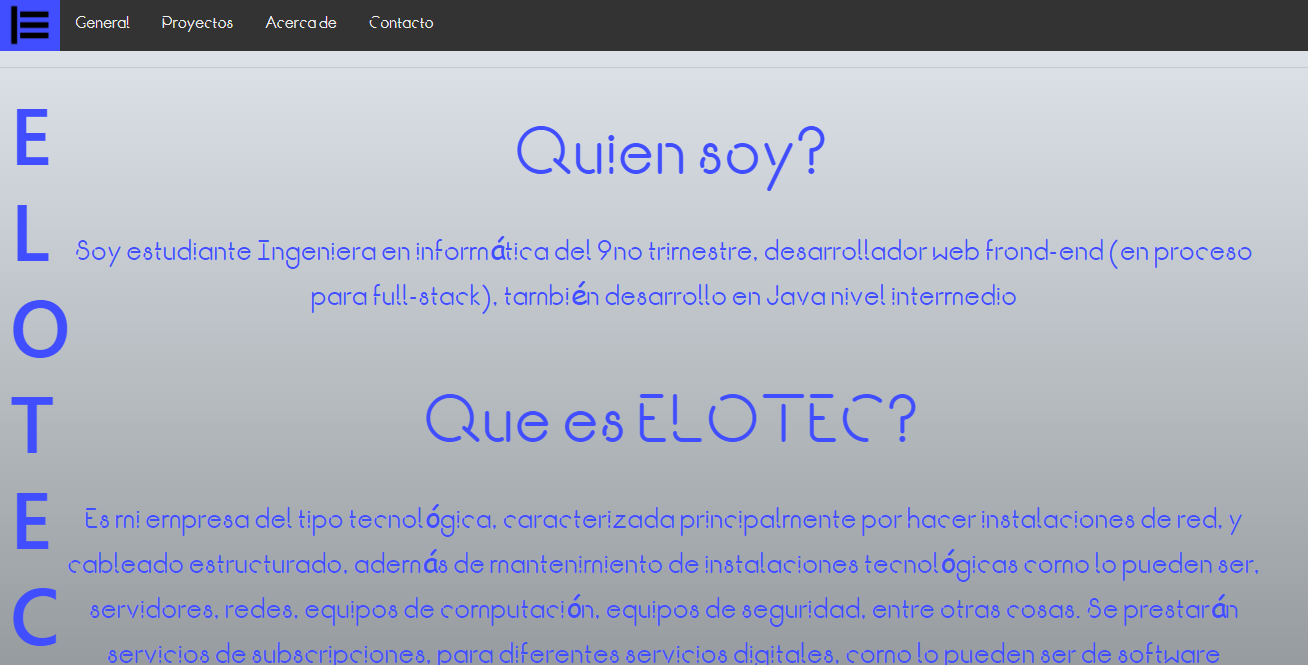 General Proyectos Acerca de Contacto
E
L
O
T
E
C
Quien soy?
Soy estudiante Ingeniera en informática del 9no trimestre, desarrollador web frond-end (en proceso
para full-stack), también desarrollo en Java nivel intermedio
Que es ELOTEC?
Es mi empresa del tipo tecnológica, caracterizada principalmente por hacer instalaciones de red, y
cableado estructurado, además de mantenimiento de instalaciones tecnológicas como lo pueden ser,
servidores, redes, equipos de computación, equipos de seguridad, entre otras cosas. Se prestarán
servicios de subscripciones, para diferentes servicios digitales, como lo pueden ser de software